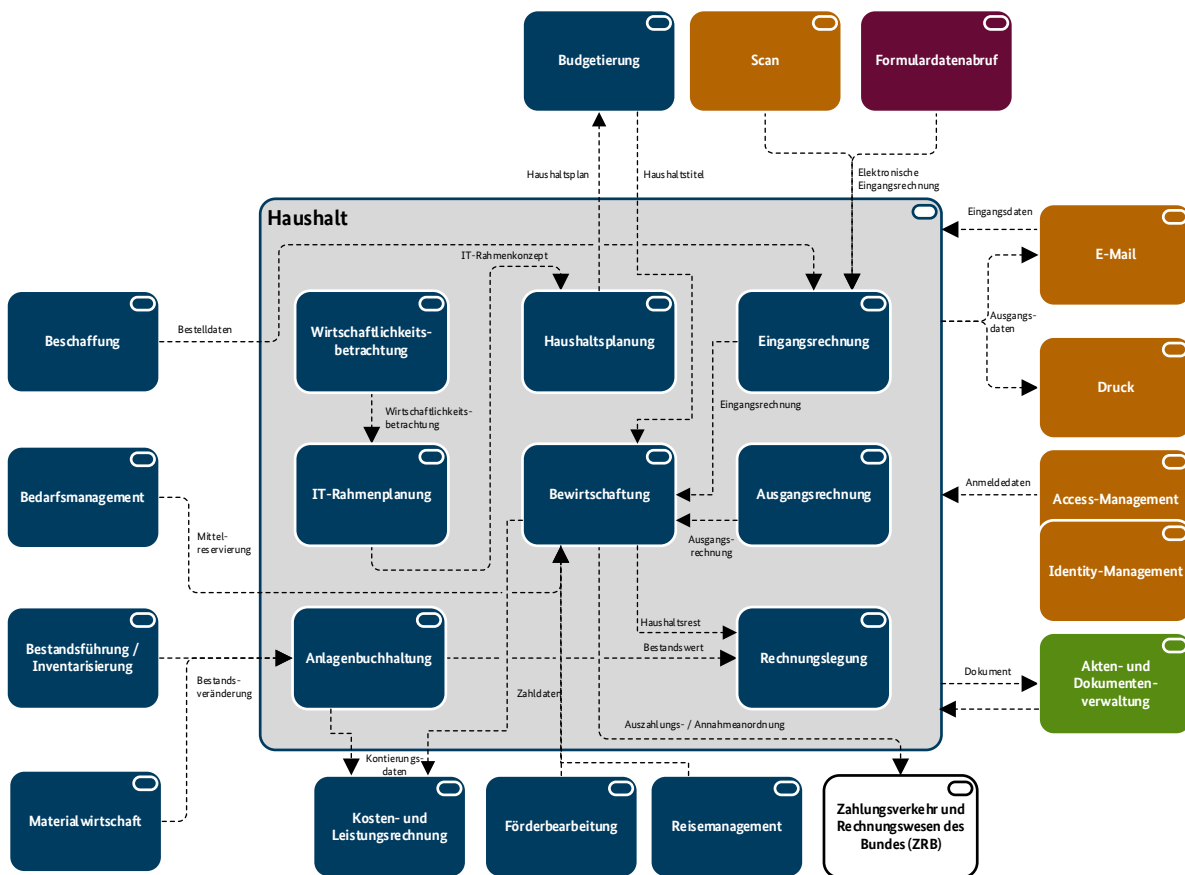 Budgetierung
Scan
Formulardatenabruf
Haushaltsplan
Haushaltstitel
Elektronische
Eingangsrechnung
Haushalt
Eingangsdaten
E-Mail
IT-Rahmenkonzept
Beschaffung
Bestelldaten
Wirtschaftlichkeits-
betrachtung
Haushaltsplanung
Eingangsrechnung
Ausgangs-
daten
Druck
Wirtschaftlichkeits-
betrachtung
Eingangsrechnung
Bedarfsmanagement
IT-Rahmenplanung
Bewirtschaftung
Ausgangsrechnung
Anmeldedaten
Access-Management
Identity-Management
Mittel-
reservierung
Ausgangs-
rechnung
Bestandsführung /
Inventarisierung
Bestands-
veränderung
Anlagenbuchhaltung
Haushaltsrest
Bestandswert
Rechnungslegung
Dokument
Akten- und
Dokumenten-
verwaltung
Zahldaten
Auszahlungs- / Annahmeanordnung
Kontierungs-
daten
Materialwirtschaft
Kosten- und
Leistungsrechnung
Förderbearbeitung
Reisemanagement
Zahlungsverkehr und
Rechnungswesen des
Bundes (ZRB)